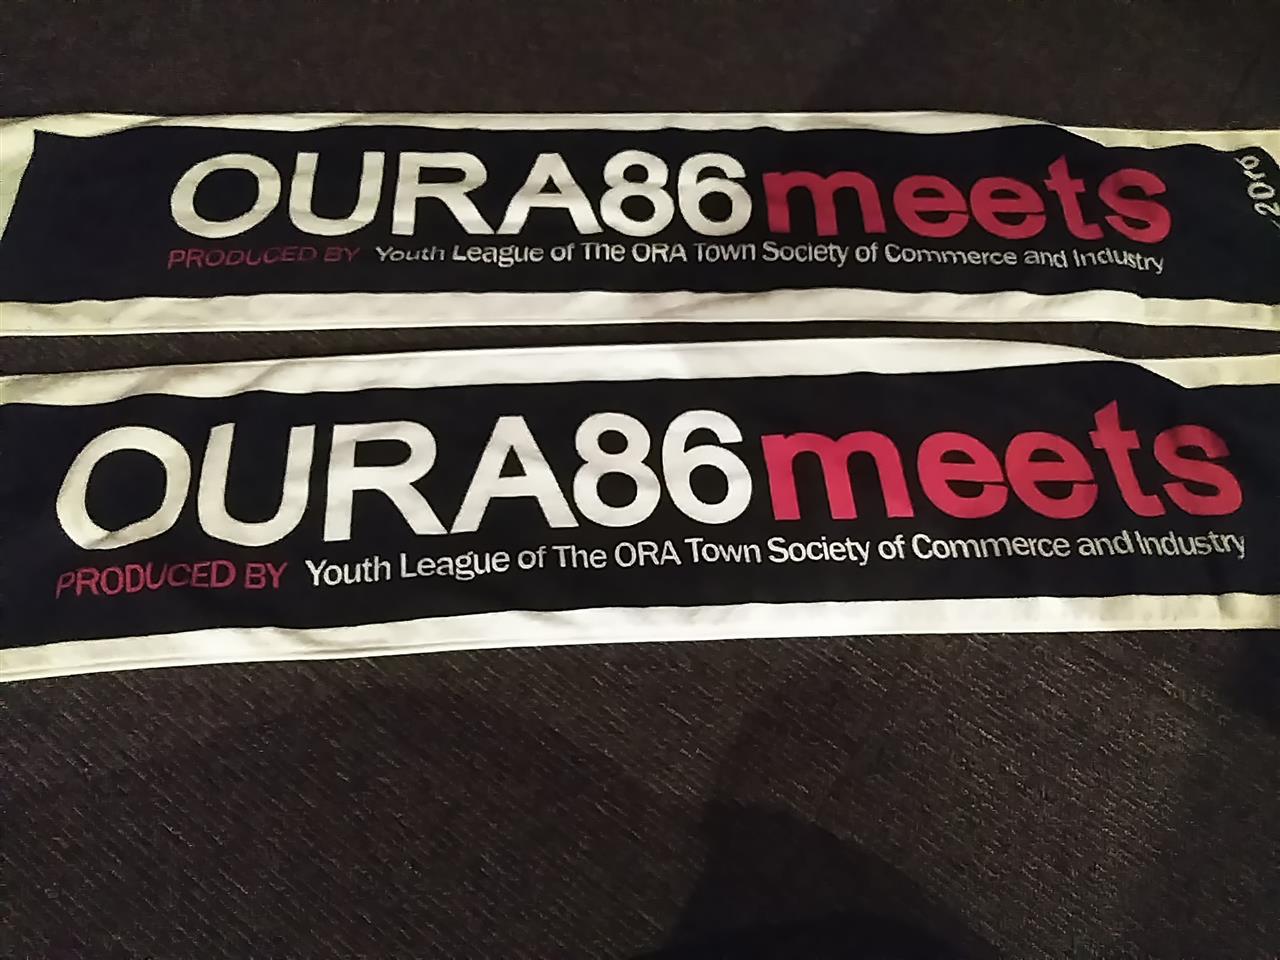 OURA86meets
PRODUCED BY Youth League of The ORA Town Society of Commerce and Industry
2016
OURA86meets
PRODUCED BY Youth League of The ORA Town Society of Commerce and Industry